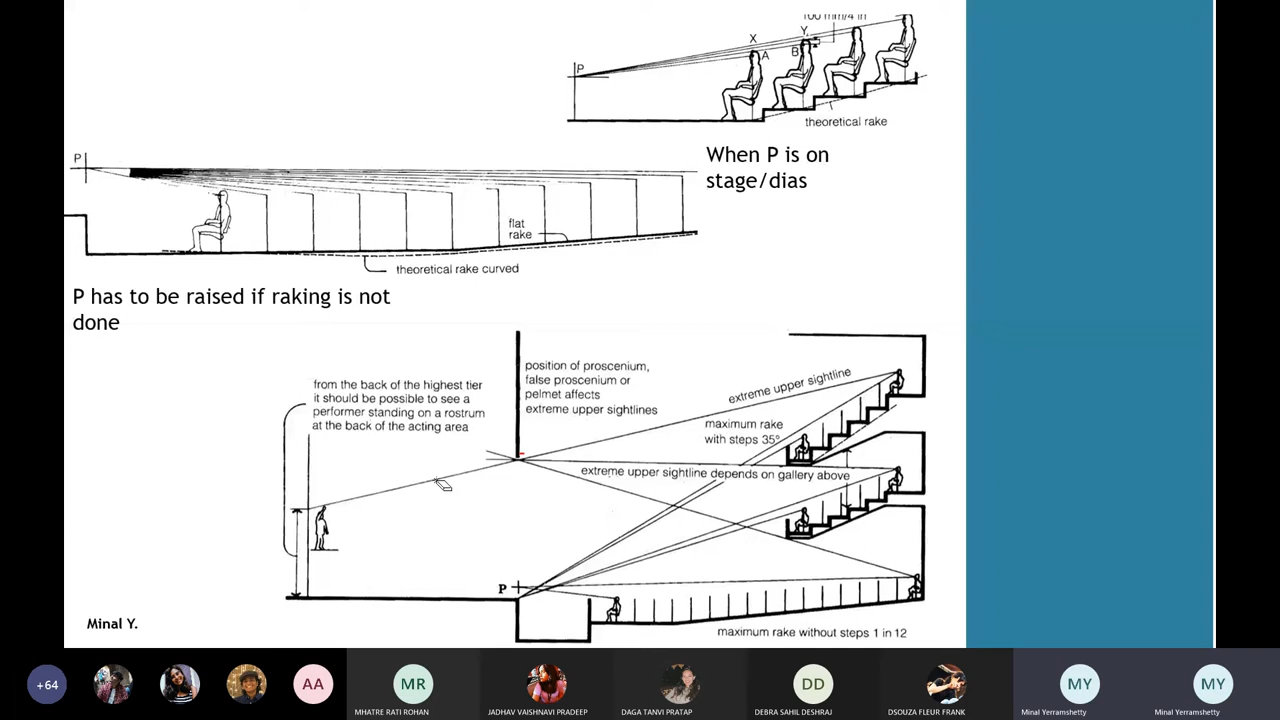 100 mm/4 in
X
Y
A
B
P
theoretical rake
When P is on
stage/dias
P
flat
rake
theoretical rake curved
P has to be raised if raking is not
done
from the back of the highest tier
it should be possible to see a
performer standing on a rostrum
at the back of the acting area
position of proscenium,
false proscenium or
pelmet affects
extreme upper sightlines
extreme upper sightline
maximum rake
with steps 35°
extreme upper sightline depends on gallery above
P
maximum rake without steps 1 in 12
Minal Y.
+64
AA
MR
DD
MY
MY
MHATRE RATI ROHAN
JADHAV VAISHNAVI PRADEEP
DAGA TANVI PRATAP
DEBRA SAHIL DESHRAJ
DSOUZA FLEUR FRANK
Minal Yerramshetty
Minal Yerramshetty